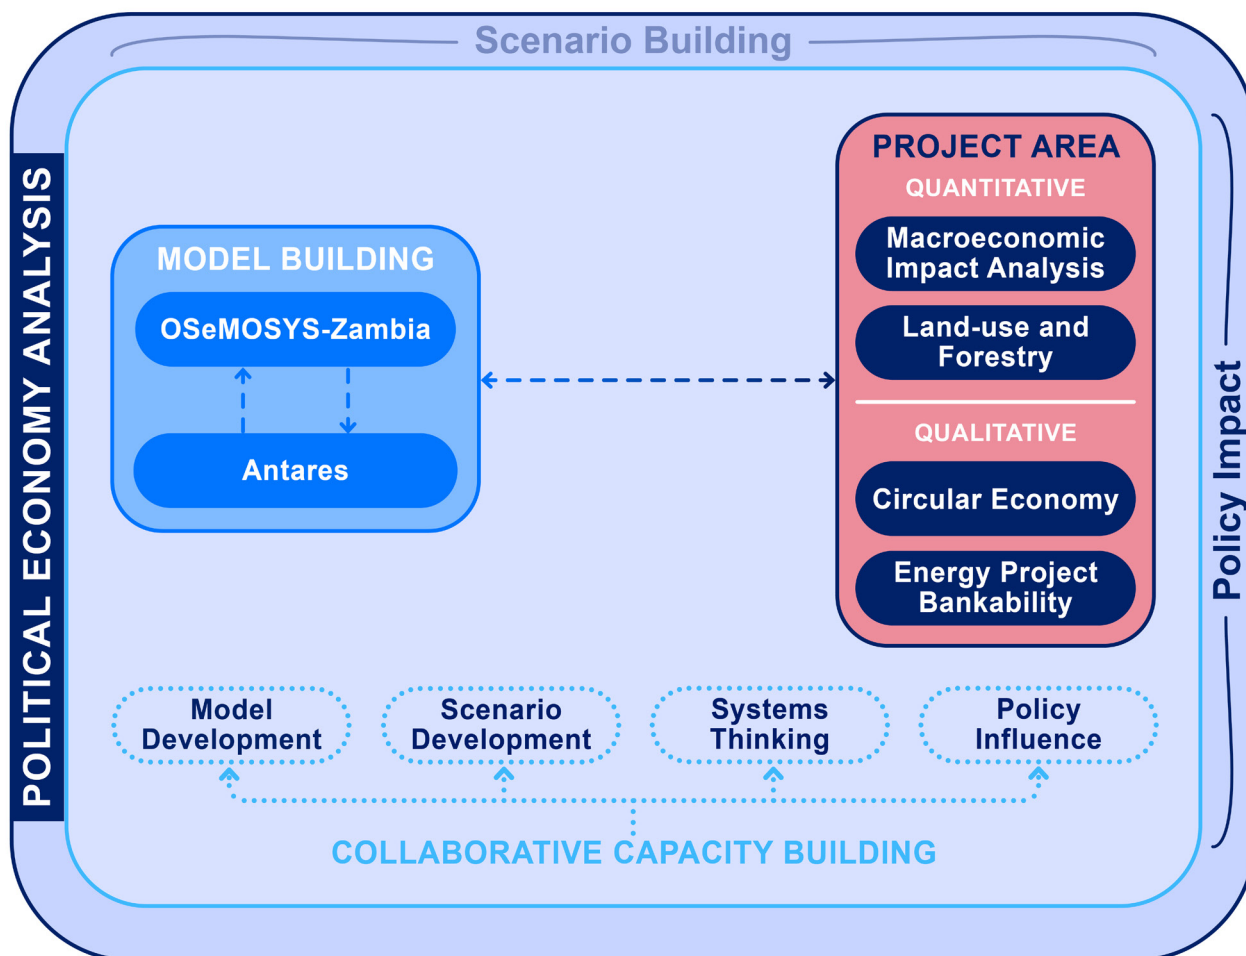 Scenario Building
POLITICAL ECONOMY ANALYSIS
MODEL BUILDING
OSeMOSYS-Zambia
Antares
PROJECT AREA
QUANTITATIVE
Macroeconomic
Impact Analysis
Land-use and
Forestry
QUALITATIVE
Circular Economy
Energy Project
Bankability
Policy Impact
Model
Development
Scenario
Development
Systems
Thinking
Policy
Influence
COLLABORATIVE CAPACITY BUILDING